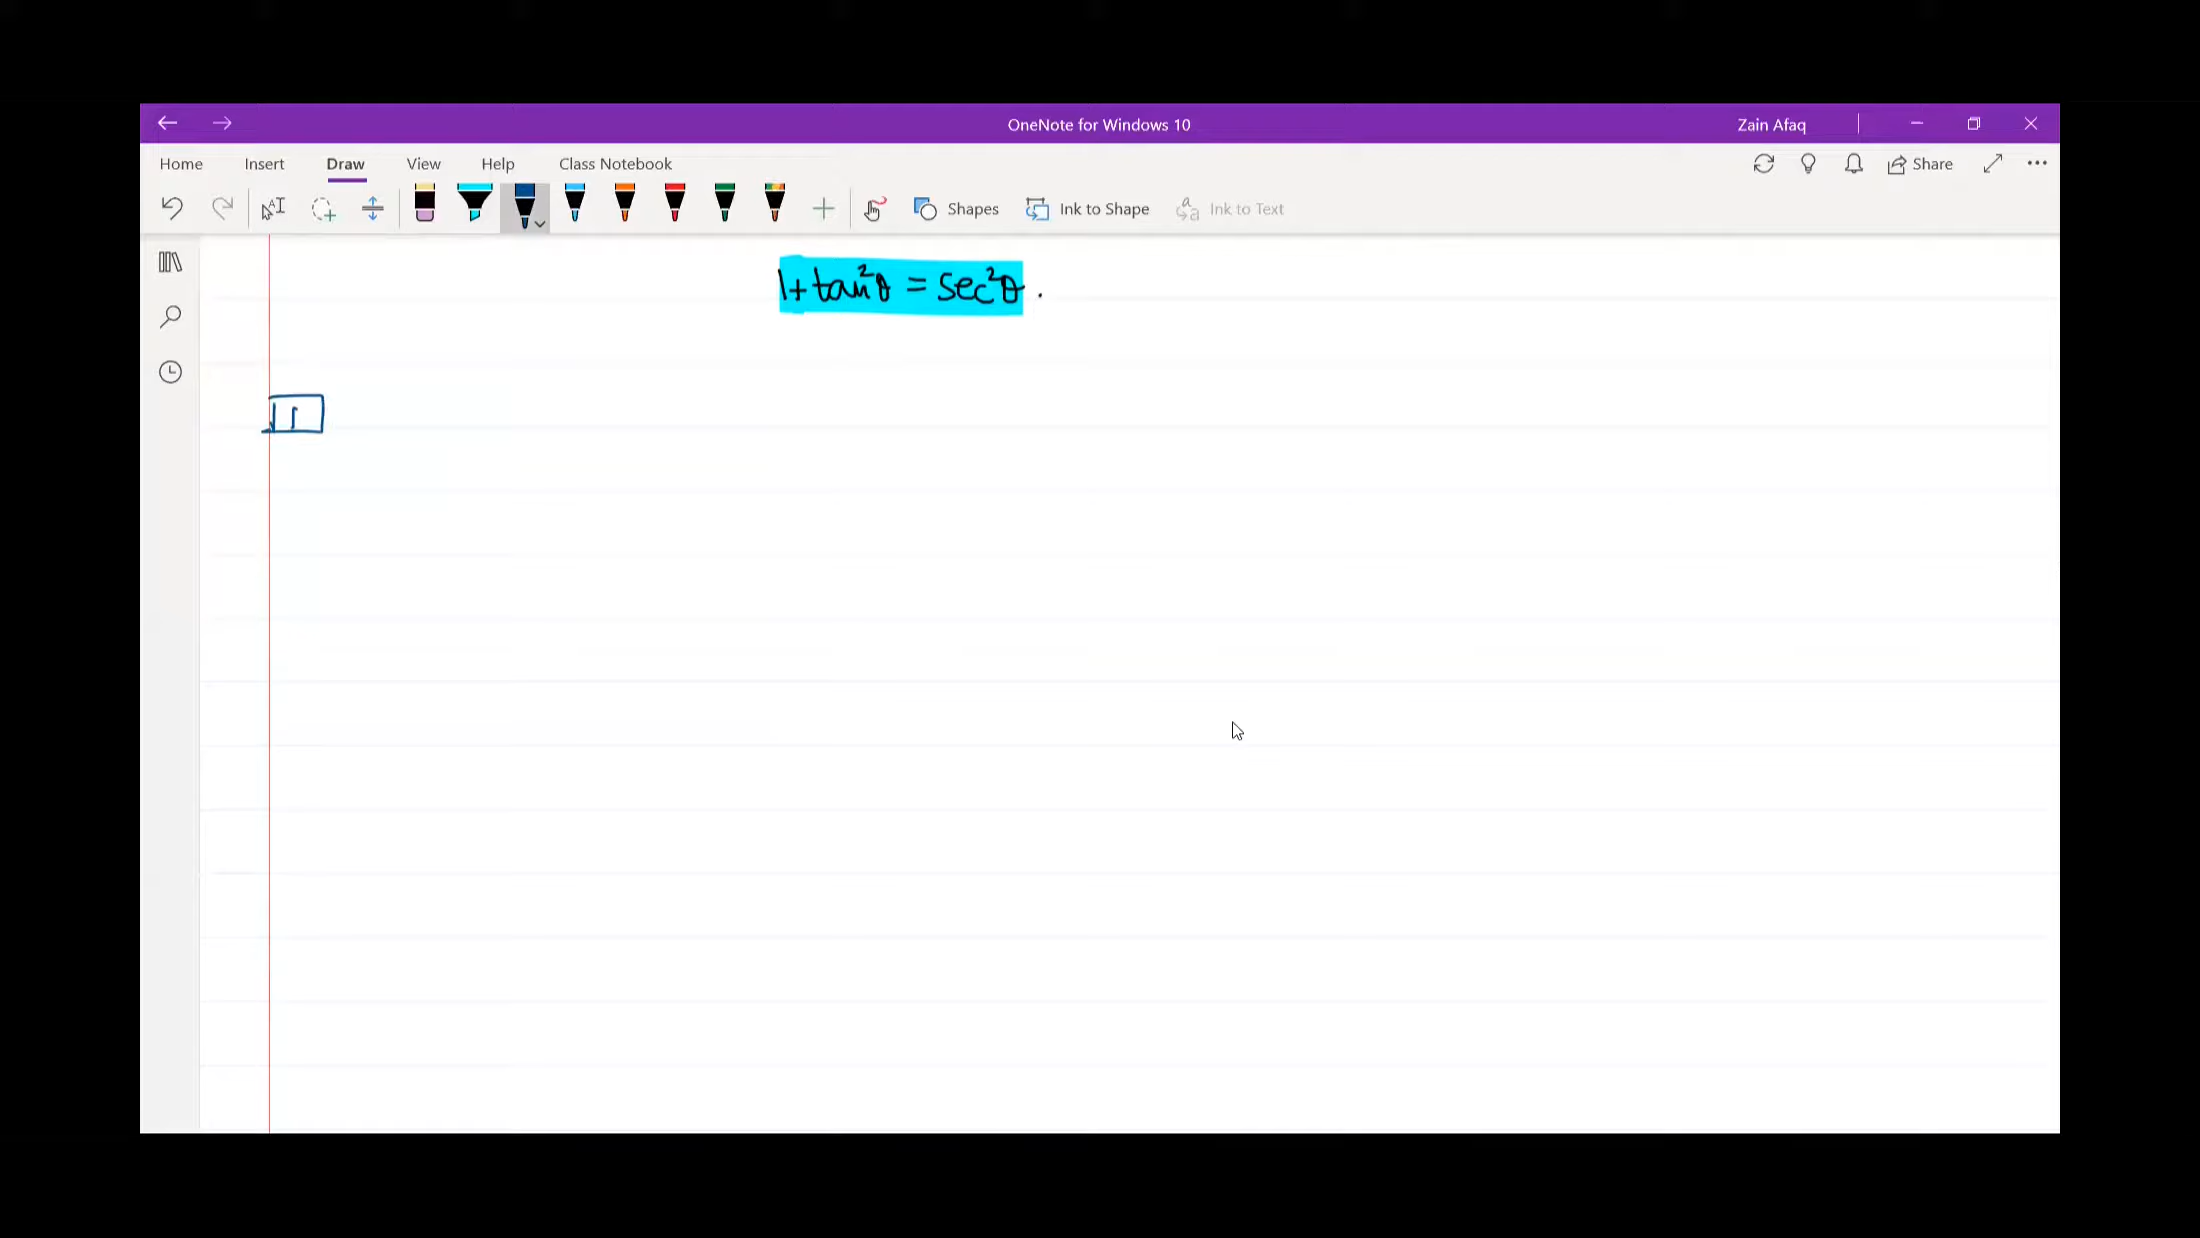 OneNote for Windows 10
Zain Afaq
Home Insert Draw View Help Class Notebook Share
Shapes Ink to Shape Ink to Text
1+tan²θ = sec²θ .